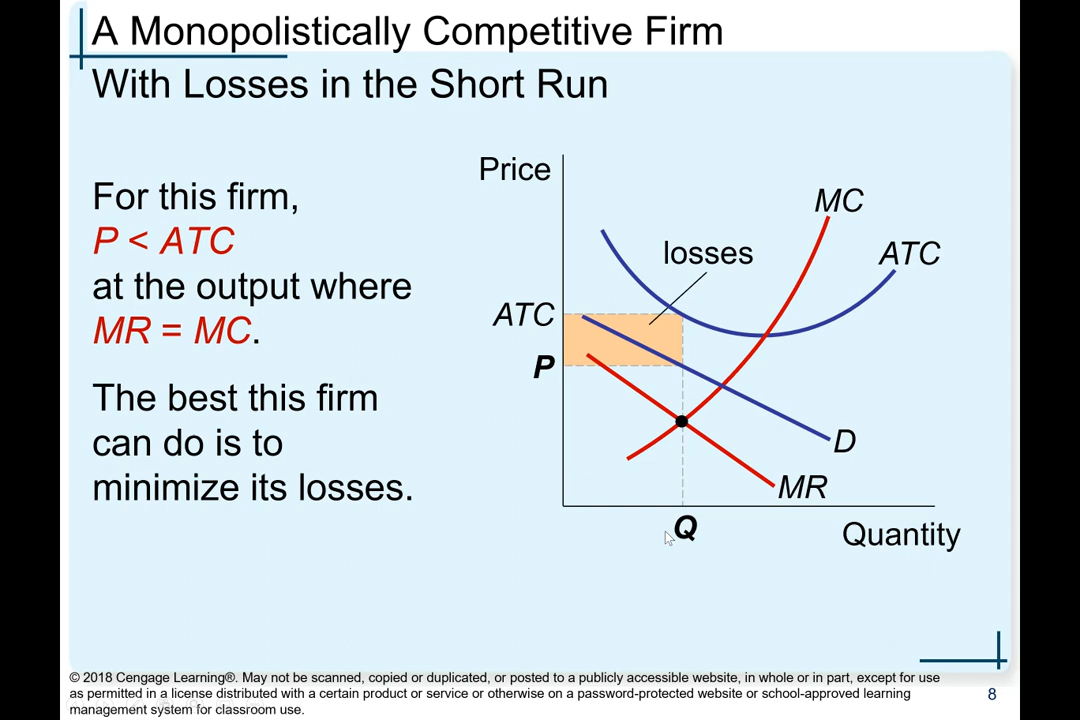 A Monopolistically Competitive Firm
With Losses in the Short Run
For this firm,
P < ATC
at the output where
MR = MC.
The best this firm
can do is to
minimize its losses.
Price
MC
losses
ATC
ATC
P
D
MR
Q
Quantity
© 2018 Cengage Learning®. May not be scanned, copied or duplicated, or posted to a publicly accessible website, in whole or in part, except for use
as permitted in a license distributed with a certain product or service or otherwise on a password-protected website or school-approved learning
management system for classroom use.
8